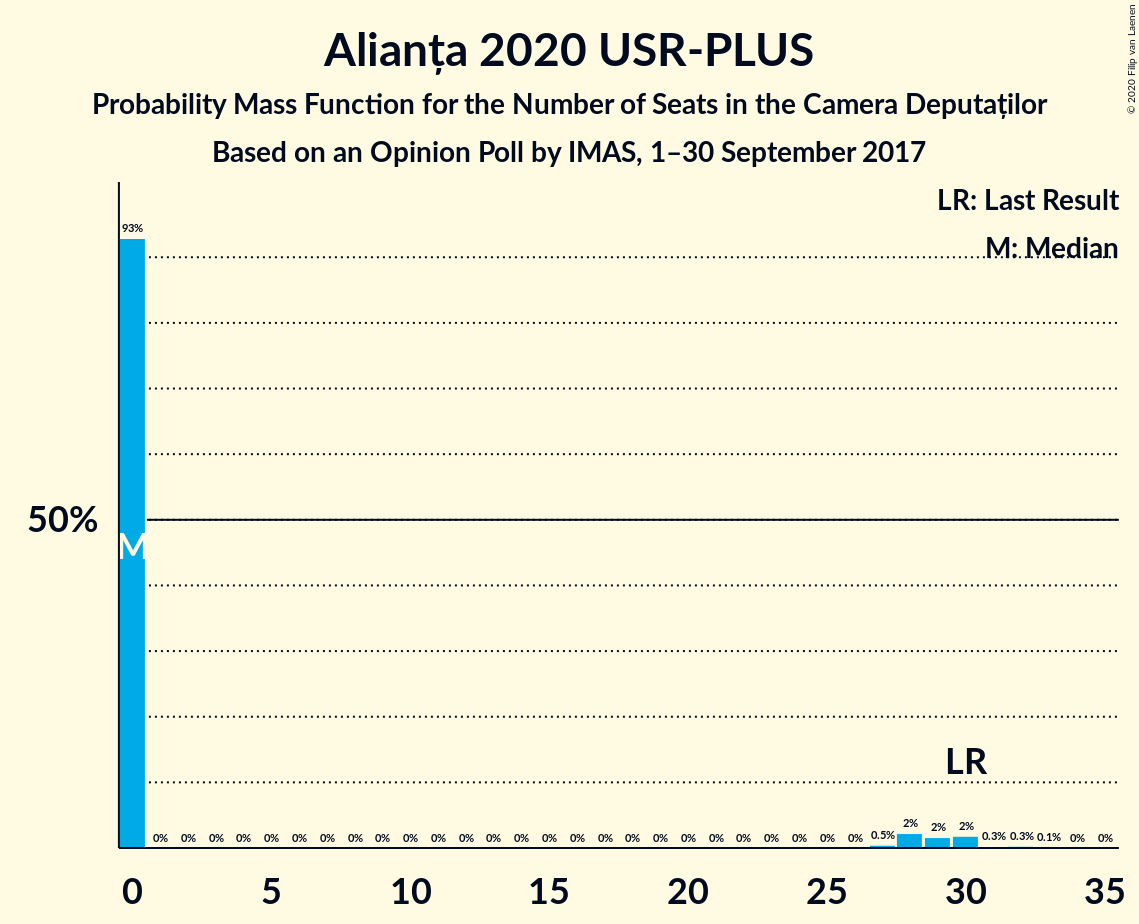 Alianța 2020 USR-PLUS
Probability Mass Function for the Number of Seats in the Camera Deputaților
Based on an Opinion Poll by IMAS, 1–30 September 2017
© 2020 Filip van Laenen
LR: Last Result
M: Median
93%
50%
M
LR
0% 0% 0% 0% 0% 0% 0% 0% 0% 0% 0% 0% 0% 0% 0% 0% 0% 0% 0% 0% 0% 0% 0% 0% 0% 0% 0.5% 2% 2% 2% 0.3% 0.3% 0.1% 0% 0%
0 5 10 15 20 25 30 35